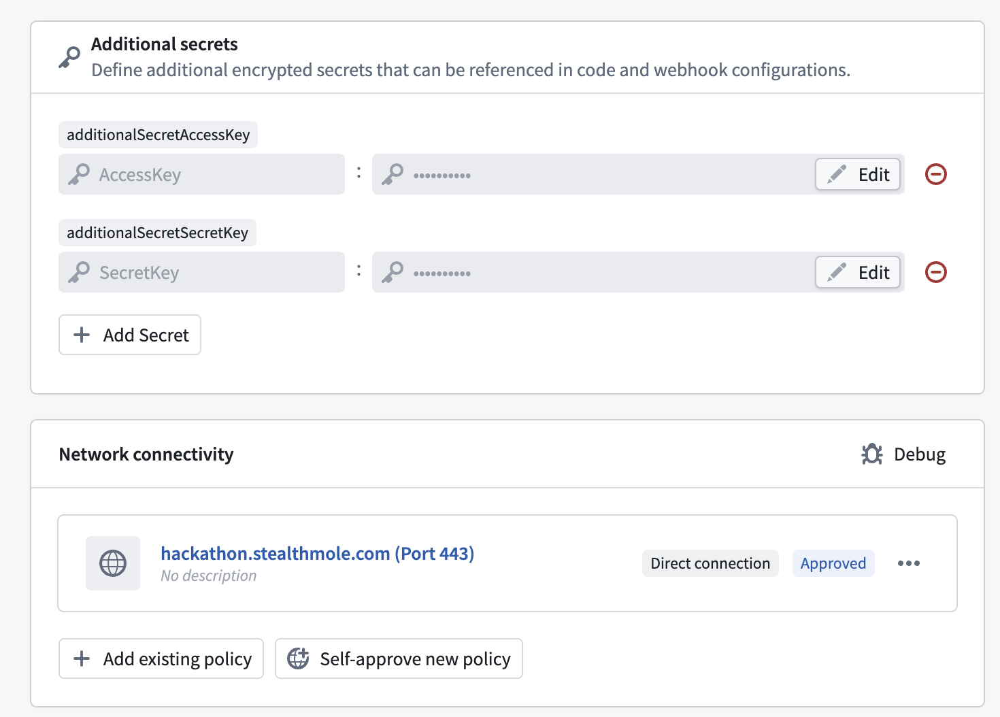 Additional secrets
Define additional encrypted secrets that can be referenced in code and webhook configurations.
additionalSecretAccessKey
AccessKey : •••••••••• Edit
additionalSecretSecretKey
SecretKey : •••••••••• Edit
Add Secret
Network connectivity Debug
hackathon.stealthmole.com (Port 443)
No description
Direct connection Approved
Add existing policy Self-approve new policy